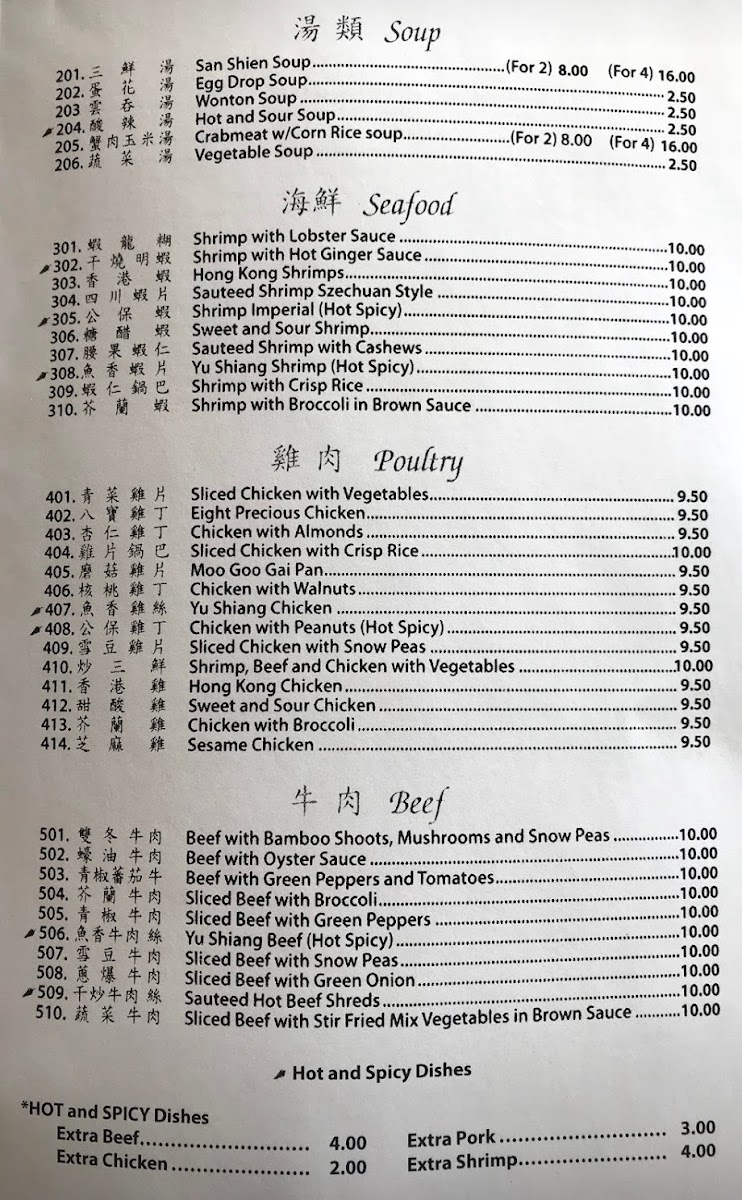 湯類 Soup
201. 三鮮湯 San Shien Soup (For 2) 8.00 (For 4) 16.00
202. 蛋花湯 Egg Drop Soup 2.50
203 雲吞湯 Wonton Soup 2.50
204. 酸辣湯 Hot and Sour Soup 2.50
205. 蟹肉玉米湯 Crabmeat w/Corn Rice soup (For 2) 8.00 (For 4) 16.00
206. 蔬菜湯 Vegetable Soup 2.50
海鮮 Seafood
301. 蝦龍糊 Shrimp with Lobster Sauce 10.00
302. 干燒明蝦 Shrimp with Hot Ginger Sauce 10.00
303. 香港蝦 Hong Kong Shrimps 10.00
304. 四川蝦片 Sauteed Shrimp Szechuan Style 10.00
305. 公保蝦 Shrimp Imperial (Hot Spicy) 10.00
306. 糖醋蝦 Sweet and Sour Shrimp 10.00
307. 腰果蝦仁 Sauteed Shrimp with Cashews 10.00
308. 魚香蝦片 Yu Shiang Shrimp (Hot Spicy) 10.00
309. 蝦仁鍋巴 Shrimp with Crisp Rice 10.00
310. 芥蘭蝦 Shrimp with Broccoli in Brown Sauce 10.00
雞肉 Poultry
401. 青菜雞片 Sliced Chicken with Vegetables 9.50
402. 八寶雞丁 Eight Precious Chicken 9.50
403. 杏仁雞丁 Chicken with Almonds 9.50
404. 雞片鍋巴 Sliced Chicken with Crisp Rice 10.00
405. 磨菇雞片 Moo Goo Gai Pan 9.50
406. 核桃雞丁 Chicken with Walnuts 9.50
407. 魚香雞絲 Yu Shiang Chicken 9.50
408. 公保雞丁 Chicken with Peanuts (Hot Spicy) 9.50
409. 雪豆雞片 Sliced Chicken with Snow Peas 9.50
410. 炒三鮮 Shrimp, Beef and Chicken with Vegetables 10.00
411. 香港雞 Hong Kong Chicken 9.50
412. 甜酸雞 Sweet and Sour Chicken 9.50
413. 芥蘭雞 Chicken with Broccoli 9.50
414. 芝麻雞 Sesame Chicken 9.50
牛肉 Beef
501. 雙冬牛肉 Beef with Bamboo Shoots, Mushrooms and Snow Peas 10.00
502. 蠔油牛肉 Beef with Oyster Sauce 10.00
503. 青椒蕃茄牛 Beef with Green Peppers and Tomatoes 10.00
504. 芥蘭牛肉 Sliced Beef with Broccoli 10.00
505. 青椒牛肉 Sliced Beef with Green Peppers 10.00
506. 魚香牛肉絲 Yu Shiang Beef (Hot Spicy) 10.00
507. 雪豆牛肉 Sliced Beef with Snow Peas 10.00
508. 蔥爆牛肉 Sliced Beef with Green Onion 10.00
509. 干炒牛肉絲 Sauteed Hot Beef Shreds 10.00
510. 蔬菜牛肉 Sliced Beef with Stir Fried Mix Vegetables in Brown Sauce 10.00
Hot and Spicy Dishes
*HOT and SPICY Dishes
Extra Beef 4.00 Extra Pork 3.00
Extra Chicken 2.00 Extra Shrimp 4.00